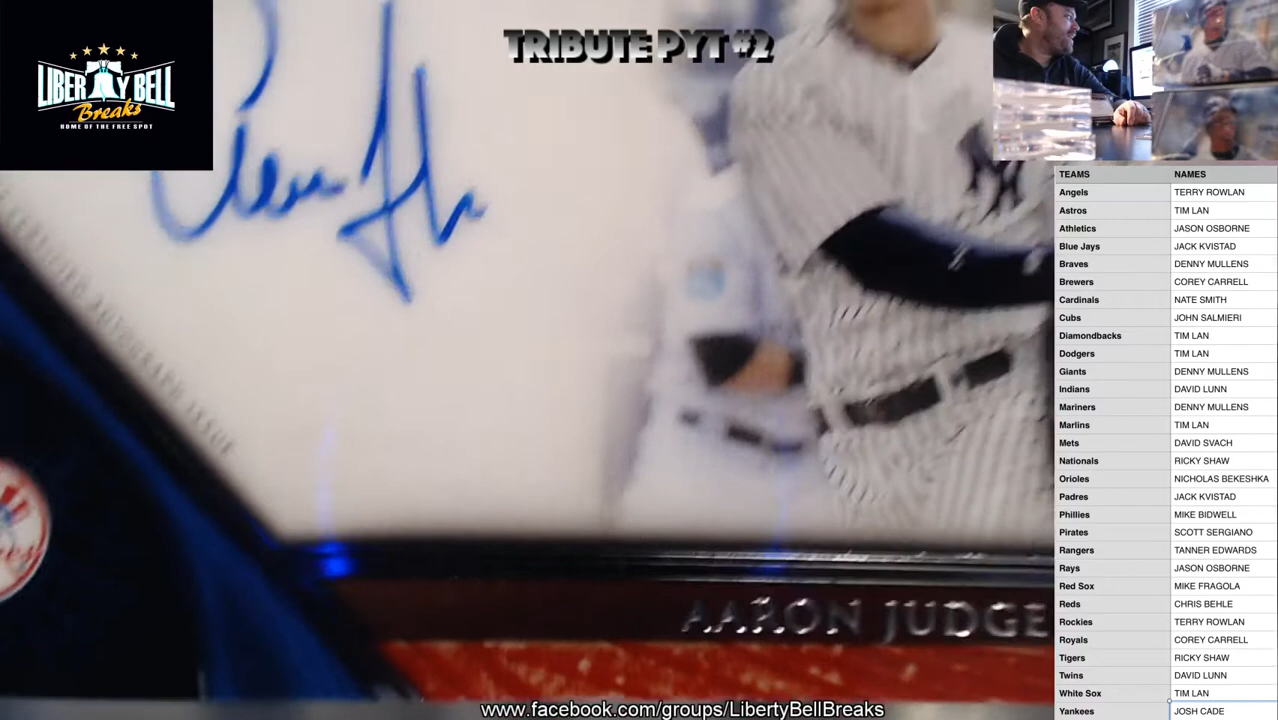 TRIBUTE PYT #2
LIBERTY BELL
Breaks
HOME OF THE FREE SPOT
AUTOGRAPH ISSUE
AARON JUDGE
www.facebook.com/groups/LibertyBellBreaks
TEAMS NAMES
Angels TERRY ROWLAN
Astros TIM LAN
Athletics JASON OSBORNE
Blue Jays JACK KVISTAD
Braves DENNY MULLENS
Brewers COREY CARRELL
Cardinals NATE SMITH
Cubs JOHN SALMIERI
Diamondbacks TIM LAN
Dodgers TIM LAN
Giants DENNY MULLENS
Indians DAVID LUNN
Mariners DENNY MULLENS
Marlins TIM LAN
Mets DAVID SVACH
Nationals RICKY SHAW
Orioles NICHOLAS BEKESHKA
Padres JACK KVISTAD
Phillies MIKE BIDWELL
Pirates SCOTT SERGIANO
Rangers TANNER EDWARDS
Rays JASON OSBORNE
Red Sox MIKE FRAGOLA
Reds CHRIS BEHLE
Rockies TERRY ROWLAN
Royals COREY CARRELL
Tigers RICKY SHAW
Twins DAVID LUNN
White Sox TIM LAN
Yankees JOSH CADE